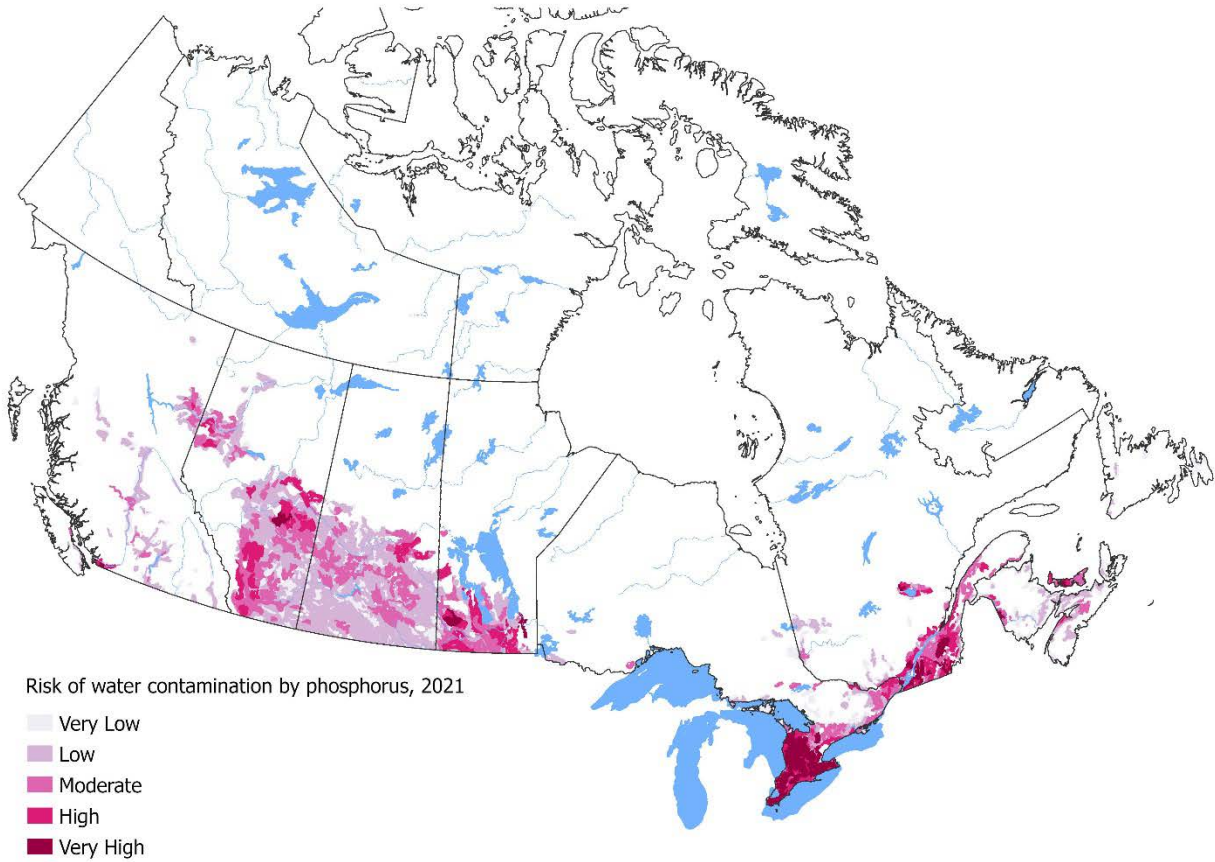 Risk of water contamination by phosphorus, 2021
Very Low
Low
Moderate
High
Very High